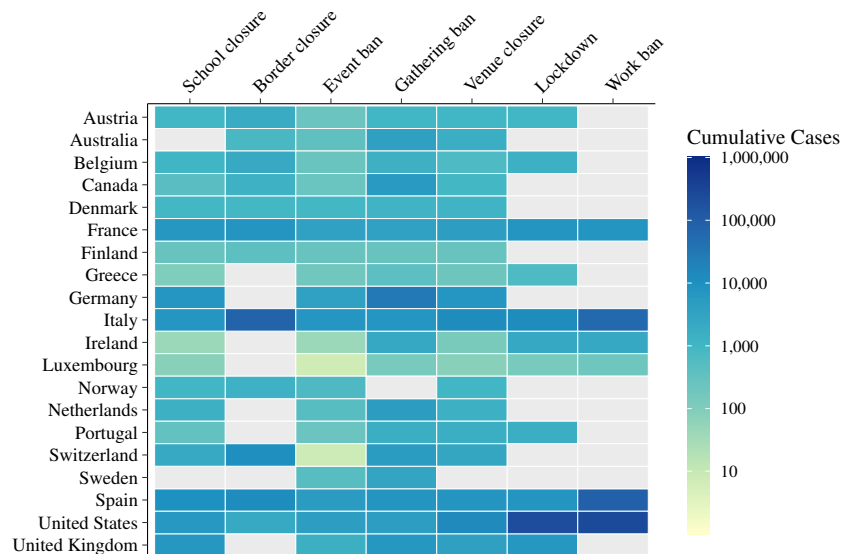 School closure
Border closure
Event ban
Gathering ban
Venue closure
Lockdown
Work ban
Austria
Australia
Belgium
Canada
Denmark
France
Finland
Greece
Germany
Italy
Ireland
Luxembourg
Norway
Netherlands
Portugal
Switzerland
Sweden
Spain
United States
United Kingdom
Cumulative Cases
1,000,000
100,000
10,000
1,000
100
10